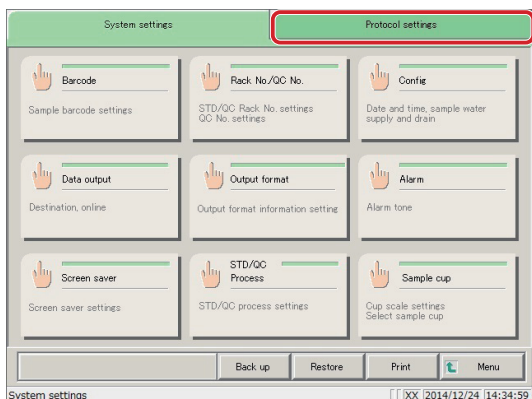 System settings
Protocol settings
Barcode
Sample barcode settings
Rack No./QC No.
STD/QC Rack No. settings
QC No. settings
Config
Date and time, sample water
supply and drain
Data output
Destination, online
Output format
Output format information setting
Alarm
Alarm tone
Screen saver
Screen saver settings
STD/QC
Process
STD/QC process settings
Sample cup
Cup scale settings
Select sample cup
Back up
Restore
Print
Menu
System settings
XX 2014/12/24 14:34:59